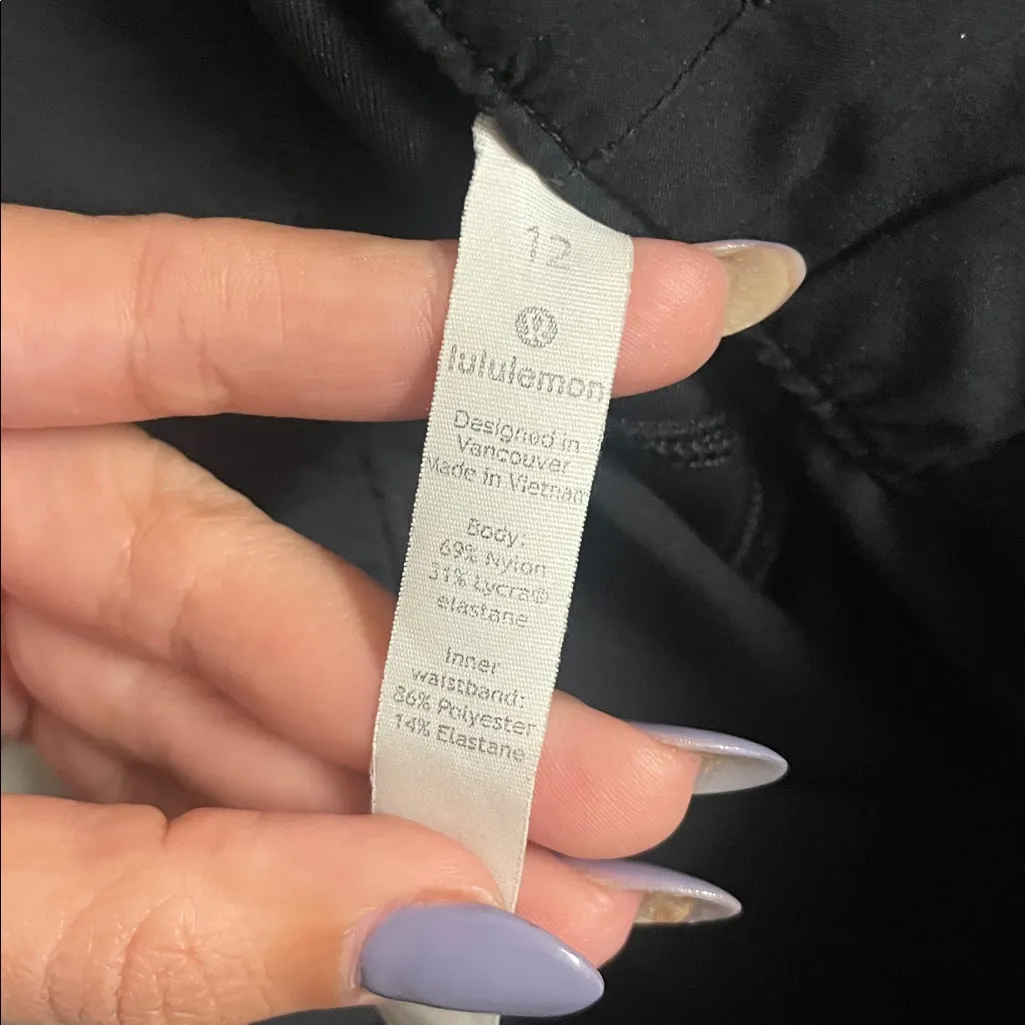 12
lululemon
Designed in
Vancouver
Made in Vietnam
Body:
69% Nylon
31% Lycra®
elastane
Inner
waistband:
86% Polyester
14% Elastane